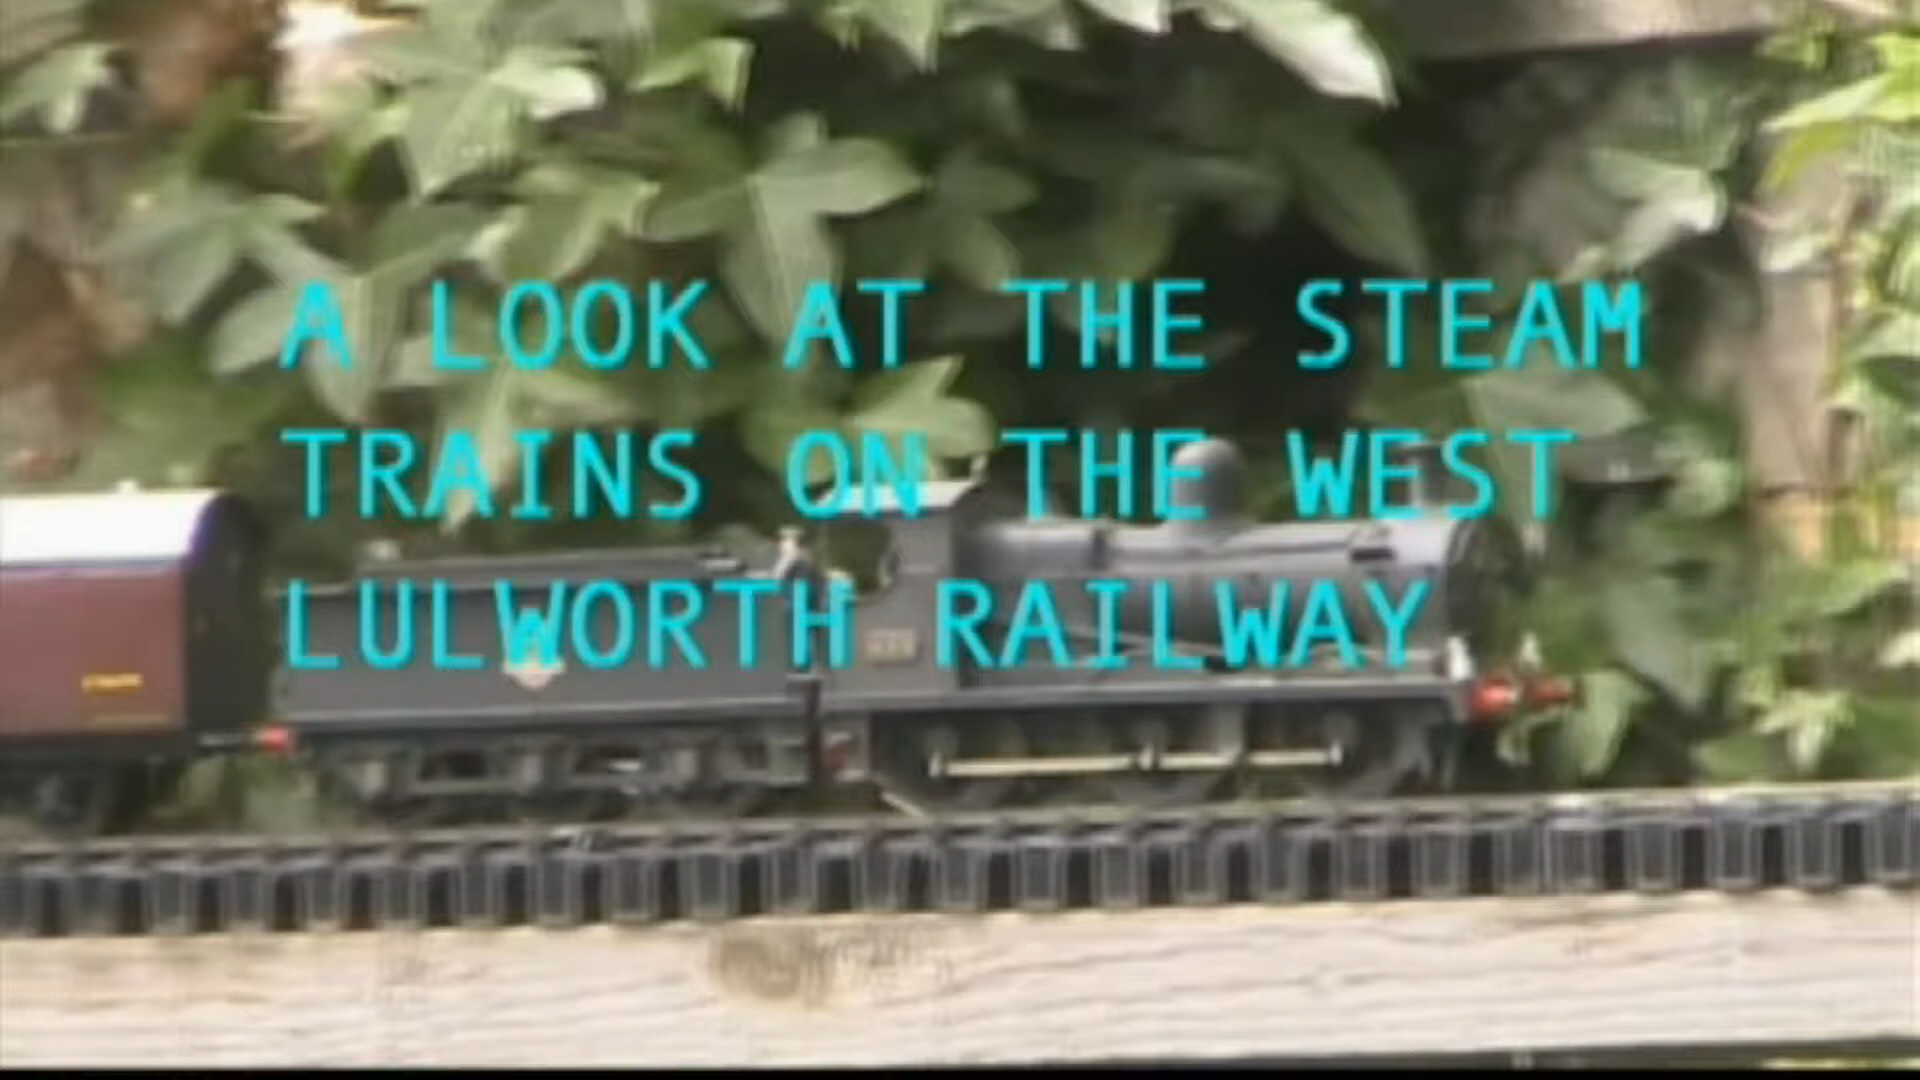 A LOOK AT THE STEAM
TRAINS ON THE WEST
LULWORTH RAILWAY